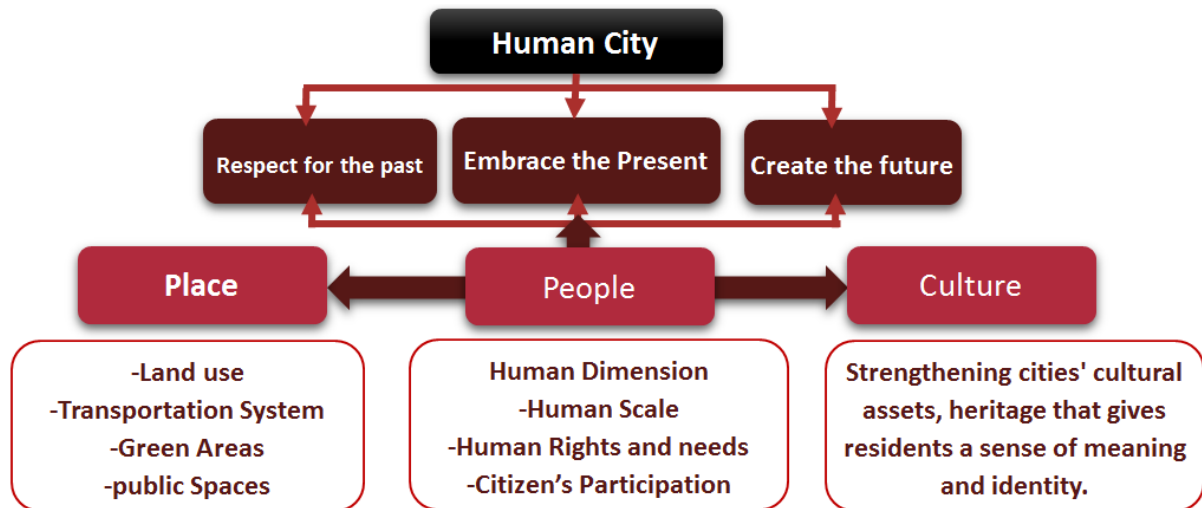 Human City
Respect for the past
Embrace the Present
Create the future
Place
People
Culture
-Land use
-Transportation System
-Green Areas
-public Spaces
Human Dimension
-Human Scale
-Human Rights and needs
-Citizen’s Participation
Strengthening cities' cultural
assets, heritage that gives
residents a sense of meaning
and identity.